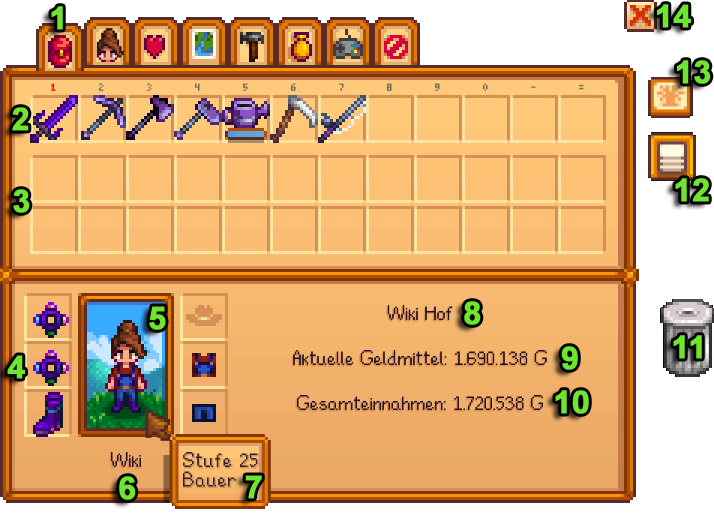 1
14
13
1 2 3 4 5 6 7 8 9 0 - =
2
12
3
5
Wiki Hof 8
11
4
Aktuelle Geldmittel: 1.690.138 G 9
Gesamteinnahmen: 1.720.538 G 10
Wiki
6
Stufe 25
Bauer 7